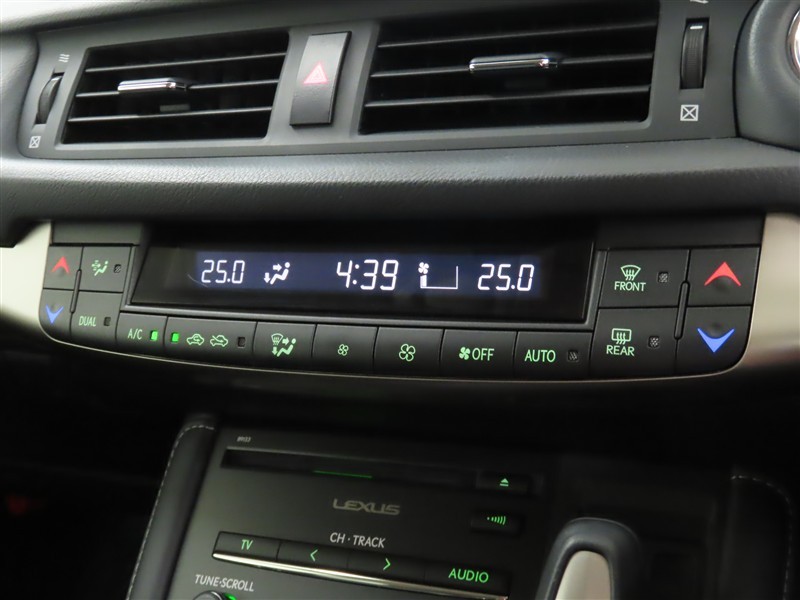 25.0 4:39 25.0
FRONT
DUAL A/C OFF AUTO REAR
LEXUS
CH · TRACK
TV AUDIO
TUNE·SCROLL